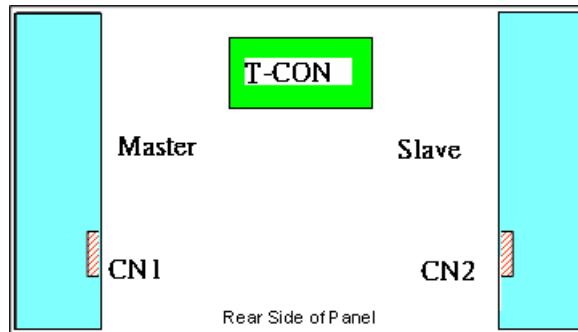 T-CON
Master
Slave
CN1
CN2
Rear Side of Panel